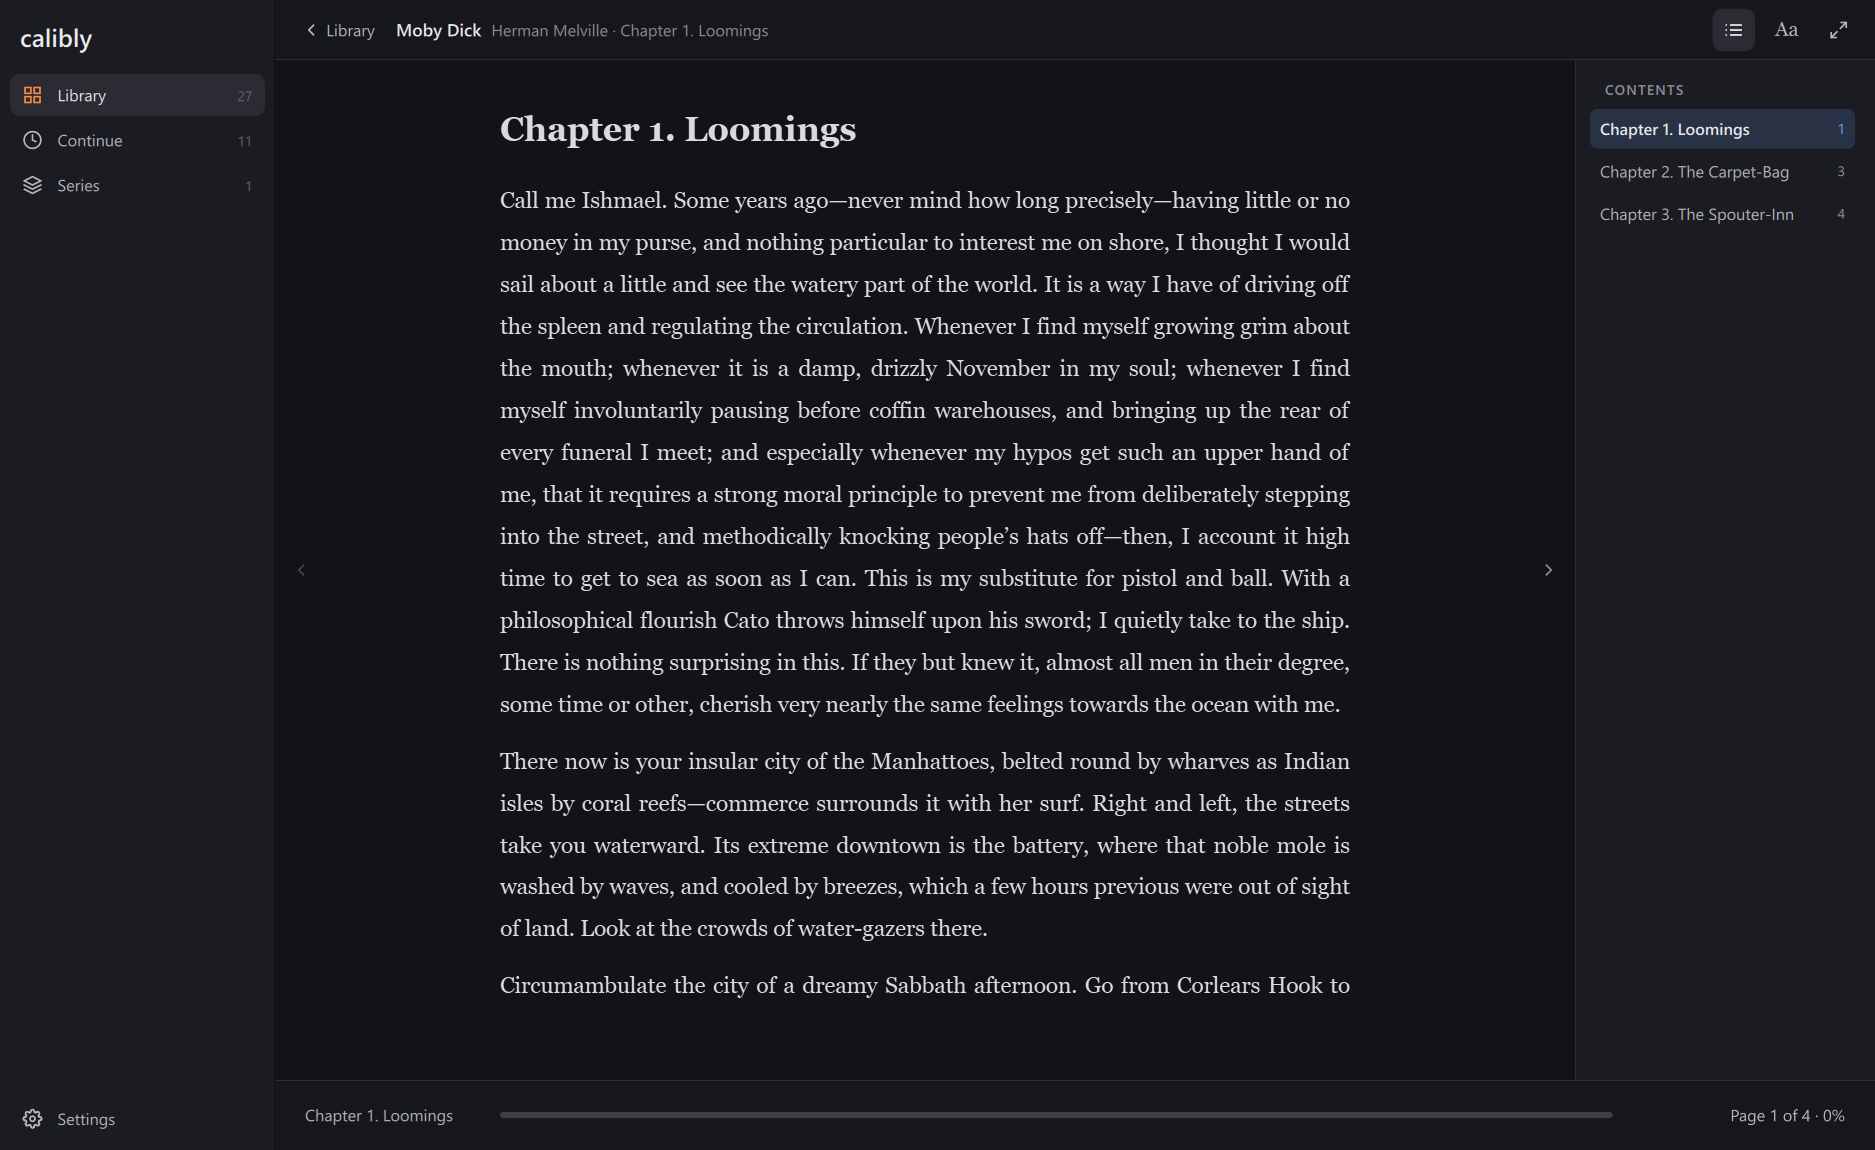 calibly
Library 27
Continue 11
Series 1
Settings
Library Moby Dick Herman Melville · Chapter 1. Loomings
Aa
Chapter 1. Loomings
Call me Ishmael. Some years ago—never mind how long precisely—having little or no
money in my purse, and nothing particular to interest me on shore, I thought I would
sail about a little and see the watery part of the world. It is a way I have of driving off
the spleen and regulating the circulation. Whenever I find myself growing grim about
the mouth; whenever it is a damp, drizzly November in my soul; whenever I find
myself involuntarily pausing before coffin warehouses, and bringing up the rear of
every funeral I meet; and especially whenever my hypos get such an upper hand of
me, that it requires a strong moral principle to prevent me from deliberately stepping
into the street, and methodically knocking people’s hats off—then, I account it high
time to get to sea as soon as I can. This is my substitute for pistol and ball. With a
philosophical flourish Cato throws himself upon his sword; I quietly take to the ship.
There is nothing surprising in this. If they but knew it, almost all men in their degree,
some time or other, cherish very nearly the same feelings towards the ocean with me.
There now is your insular city of the Manhattoes, belted round by wharves as Indian
isles by coral reefs—commerce surrounds it with her surf. Right and left, the streets
take you waterward. Its extreme downtown is the battery, where that noble mole is
washed by waves, and cooled by breezes, which a few hours previous were out of sight
of land. Look at the crowds of water-gazers there.
Circumambulate the city of a dreamy Sabbath afternoon. Go from Corlears Hook to
CONTENTS
Chapter 1. Loomings 1
Chapter 2. The Carpet-Bag 3
Chapter 3. The Spouter-Inn 4
Chapter 1. Loomings
Page 1 of 4 · 0%